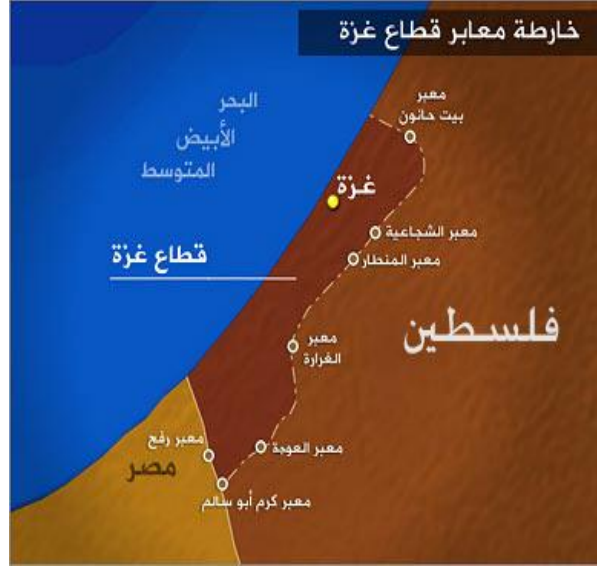 خارطة معابر قطاع غزة
معبر
بيت حانون
البحر
الأبيض
المتوسط
غزة
معبر الشجاعية
معبر المنطار
قطاع غزة
فلسطين
معبر
القرارة
معبر العوجة
معبر رفح
مصر
معبر كرم أبو سالم